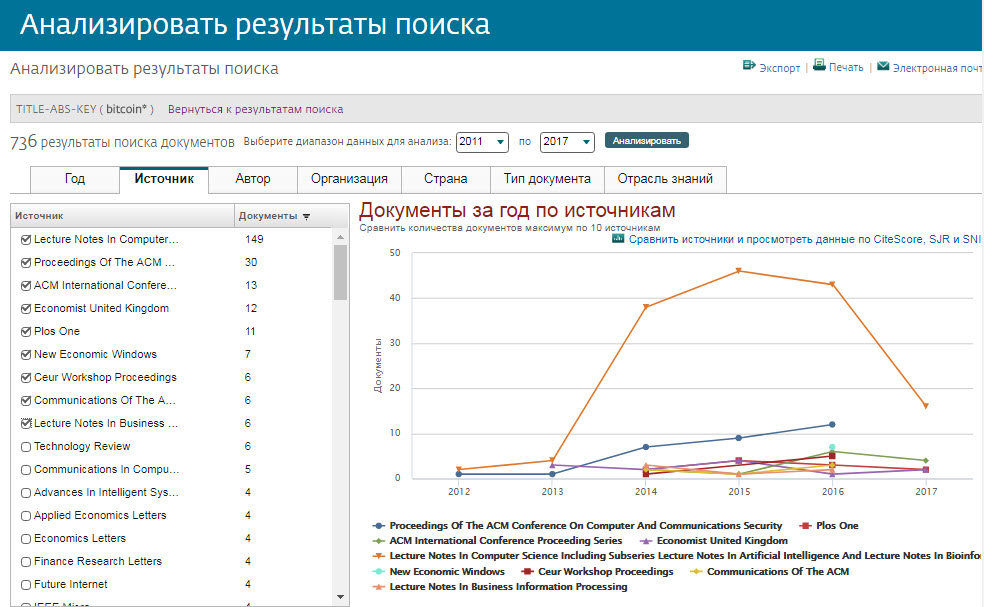 Анализировать результаты поиска
Анализировать результаты поиска
Экспорт | Печать | Электронная почт
TITLE-ABS-KEY ( bitcoin* ) Вернуться к результатам поиска
736 результаты поиска документов Выберите диапазон данных для анализа: 2011 по 2017 Анализировать
Год Источник Автор Организация Страна Тип документа Отрасль знаний
Источник Документы
Lecture Notes In Computer... 149
Proceedings Of The ACM ... 30
ACM International Confere... 13
Economist United Kingdom 12
Plos One 11
New Economic Windows 7
Ceur Workshop Proceedings 6
Communications Of The A... 6
Lecture Notes In Business ... 6
Technology Review 6
Communications In Compu... 5
Advances In Intelligent Sys... 4
Applied Economics Letters 4
Economics Letters 4
Finance Research Letters 4
Future Internet 4
Документы за год по источникам
Сравнить количества документов максимум по 10 источникам
Сравнить источники и просмотреть данные по CiteScore, SJR и SNI
Документы
50
40
30
20
10
0
2012 2013 2014 2015 2016 2017
Proceedings Of The ACM Conference On Computer And Communications Security Plos One
ACM International Conference Proceeding Series Economist United Kingdom
Lecture Notes In Computer Science Including Subseries Lecture Notes In Artificial Intelligence And Lecture Notes In Bioinfo
New Economic Windows Ceur Workshop Proceedings Communications Of The ACM
Lecture Notes In Business Information Processing